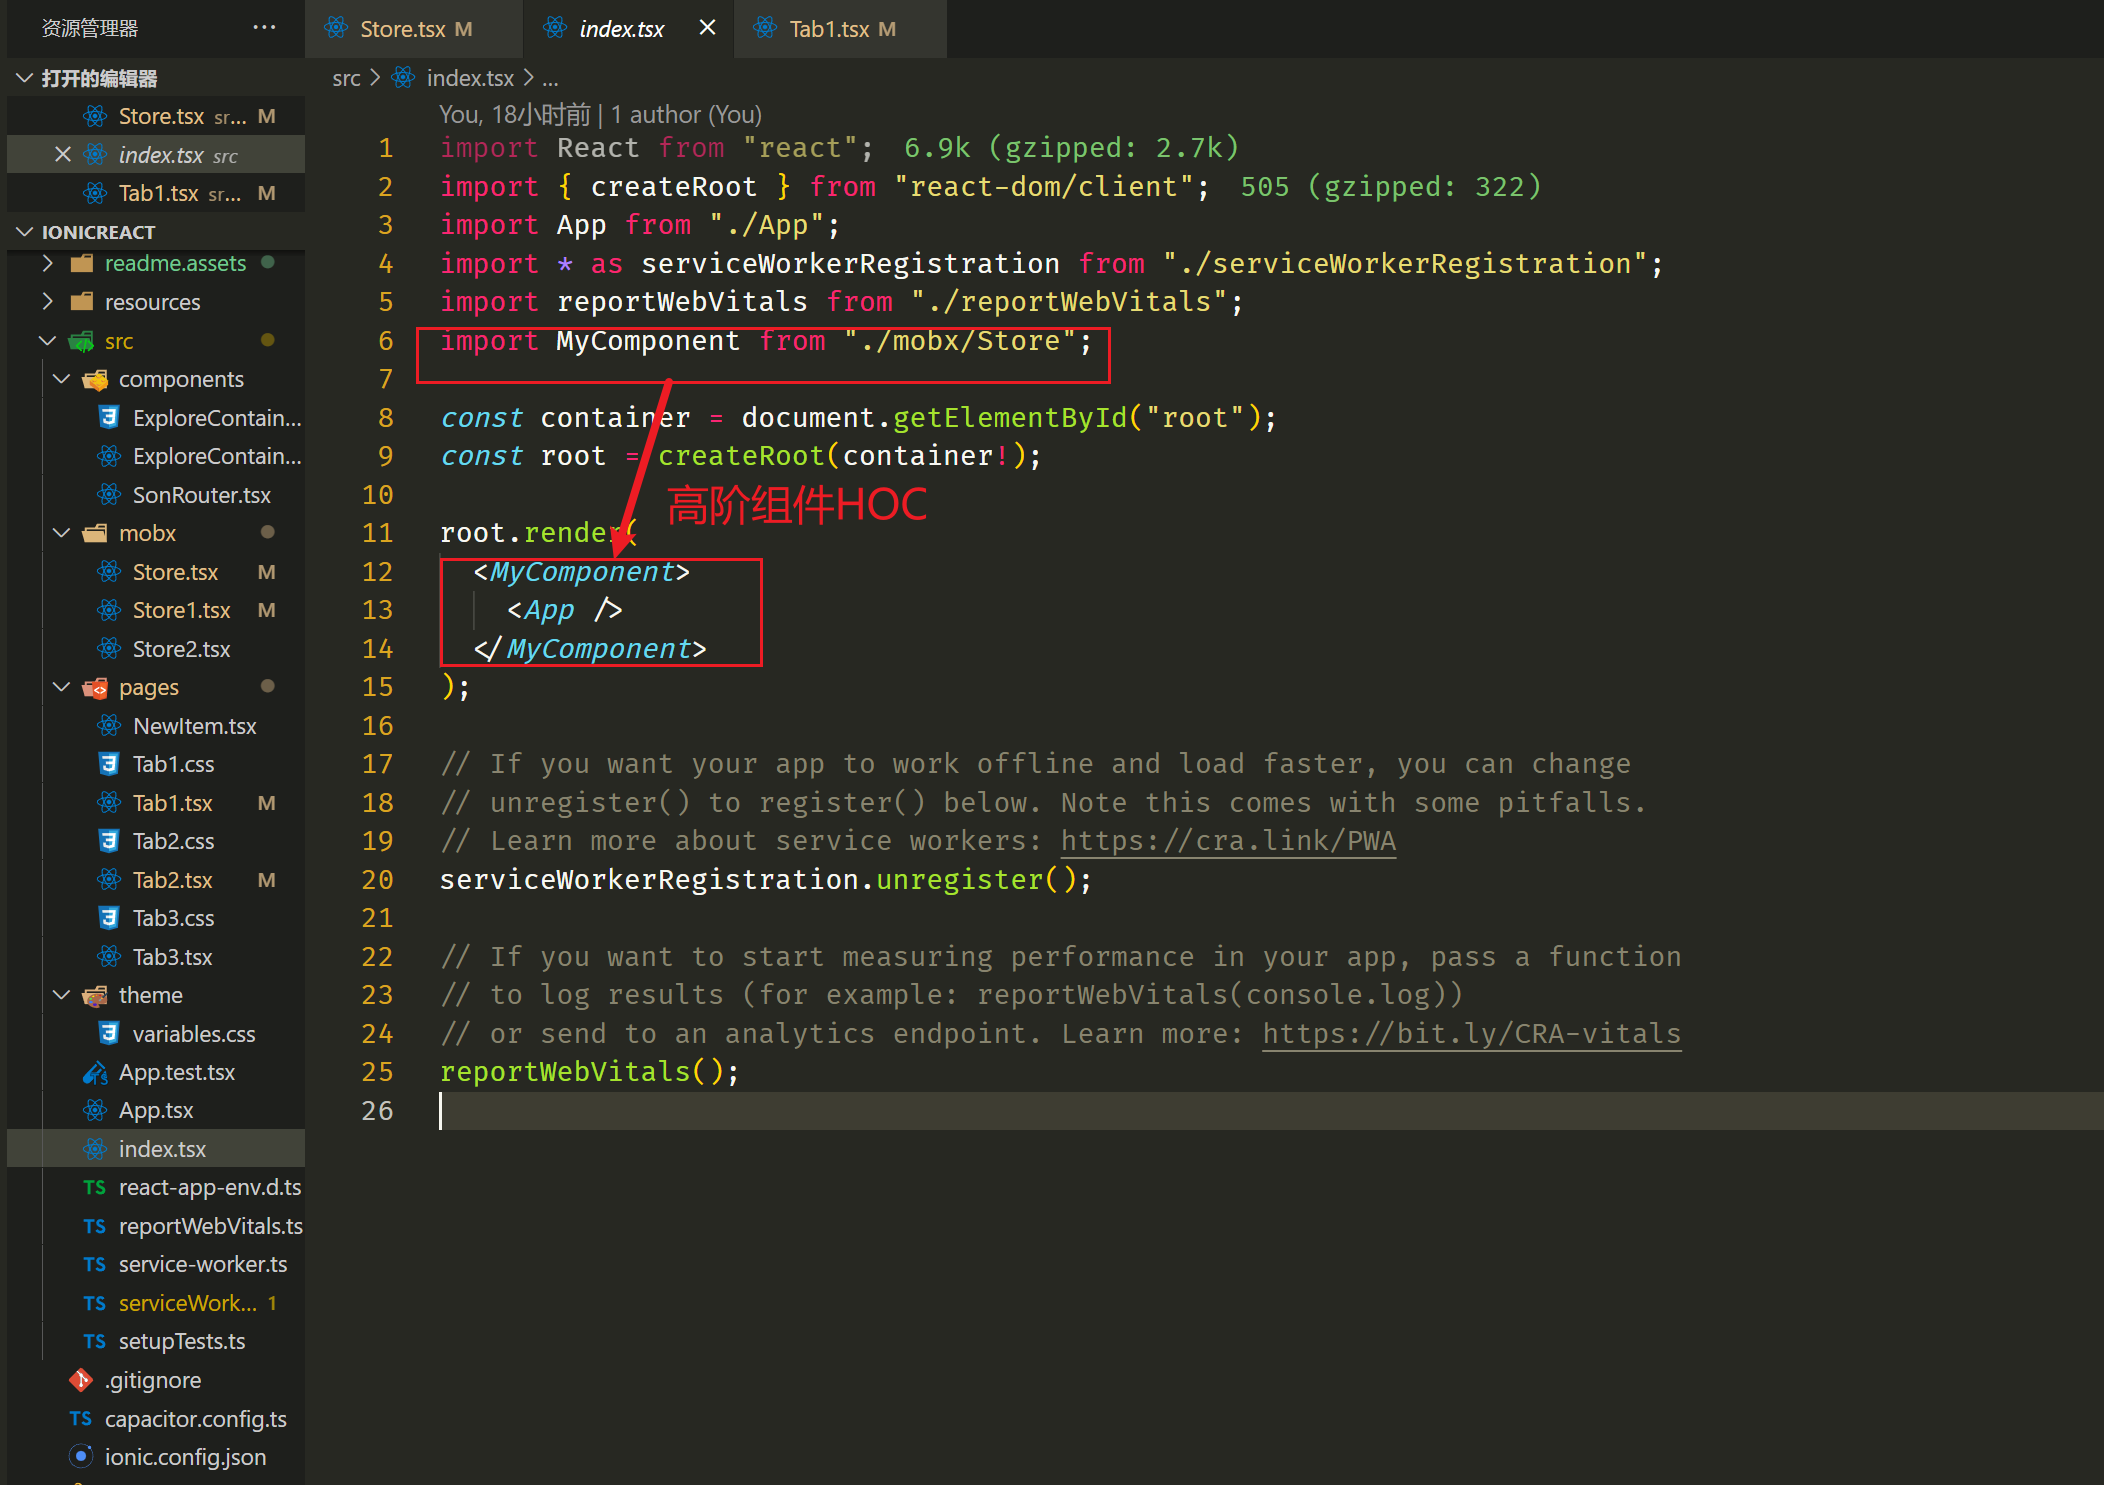 资源管理器 ···
打开的编辑器
Store.tsx sr... M
index.tsx src
Tab1.tsx sr... M
IONICREACT
readme.assets
resources
src
components
ExploreContain...
ExploreContain...
SonRouter.tsx
mobx
Store.tsx M
Store1.tsx M
Store2.tsx
pages
NewItem.tsx
Tab1.css
Tab1.tsx M
Tab2.css
Tab2.tsx M
Tab3.css
Tab3.tsx
theme
variables.css
App.test.tsx
App.tsx
index.tsx
TS react-app-env.d.ts
TS reportWebVitals.ts
TS service-worker.ts
TS serviceWork... 1
TS setupTests.ts
.gitignore
TS capacitor.config.ts
ionic.config.json
Store.tsx M index.tsx Tab1.tsx M
src > index.tsx > ...
You, 18小时前 | 1 author (You)
1 import React from "react"; 6.9k (gzipped: 2.7k)
2 import { createRoot } from "react-dom/client"; 505 (gzipped: 322)
3 import App from "./App";
4 import * as serviceWorkerRegistration from "./serviceWorkerRegistration";
5 import reportWebVitals from "./reportWebVitals";
6 import MyComponent from "./mobx/Store";
7
8 const container = document.getElementById("root");
9 const root = createRoot(container!);
10
高阶组件HOC
11 root.render(
12 <MyComponent>
13 <App />
14 </MyComponent>
15 );
16
17 // If you want your app to work offline and load faster, you can change
18 // unregister() to register() below. Note this comes with some pitfalls.
19 // Learn more about service workers: https://cra.link/PWA
20 serviceWorkerRegistration.unregister();
21
22 // If you want to start measuring performance in your app, pass a function
23 // to log results (for example: reportWebVitals(console.log))
24 // or send to an analytics endpoint. Learn more: https://bit.ly/CRA-vitals
25 reportWebVitals();
26